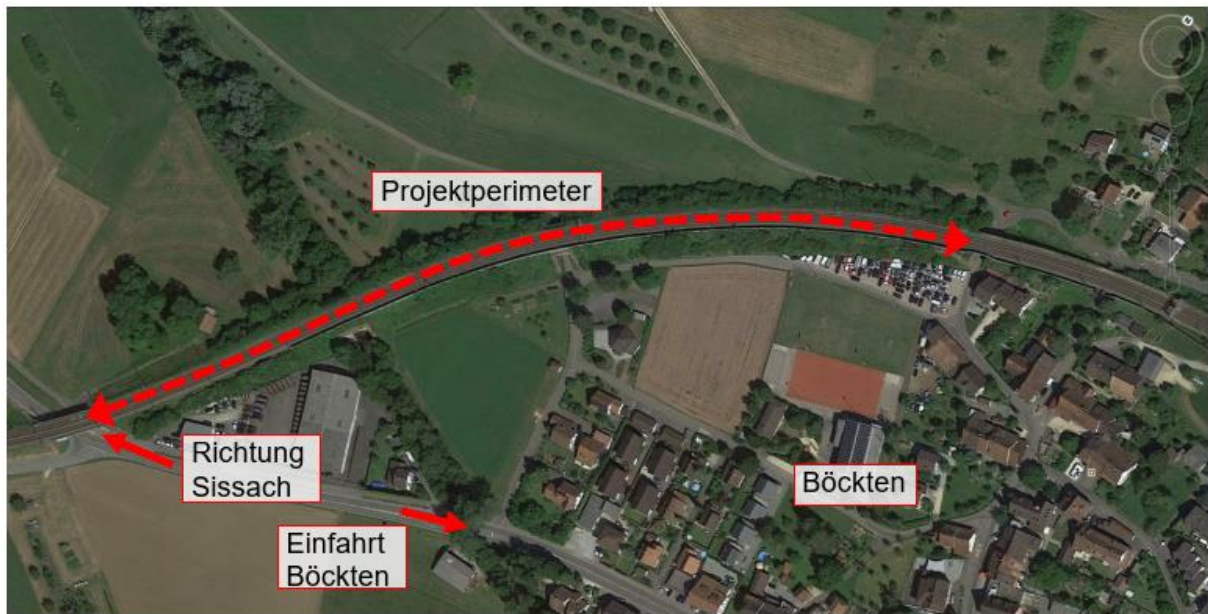 Projektperimeter
Richtung
Sissach
Böckten
Einfahrt
Böckten